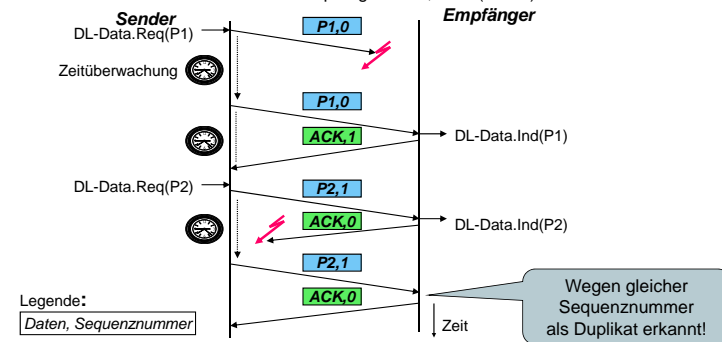 Sender
Empfänger
DL-Data.Req(P1)
P1,0
Zeitüberwachung
P1,0
ACK,1
DL-Data.Ind(P1)
DL-Data.Req(P2)
P2,1
ACK,0
DL-Data.Ind(P2)
P2,1
ACK,0
Wegen gleicher
Sequenznummer
als Duplikat erkannt!
Legende:
Daten, Sequenznummer
Zeit